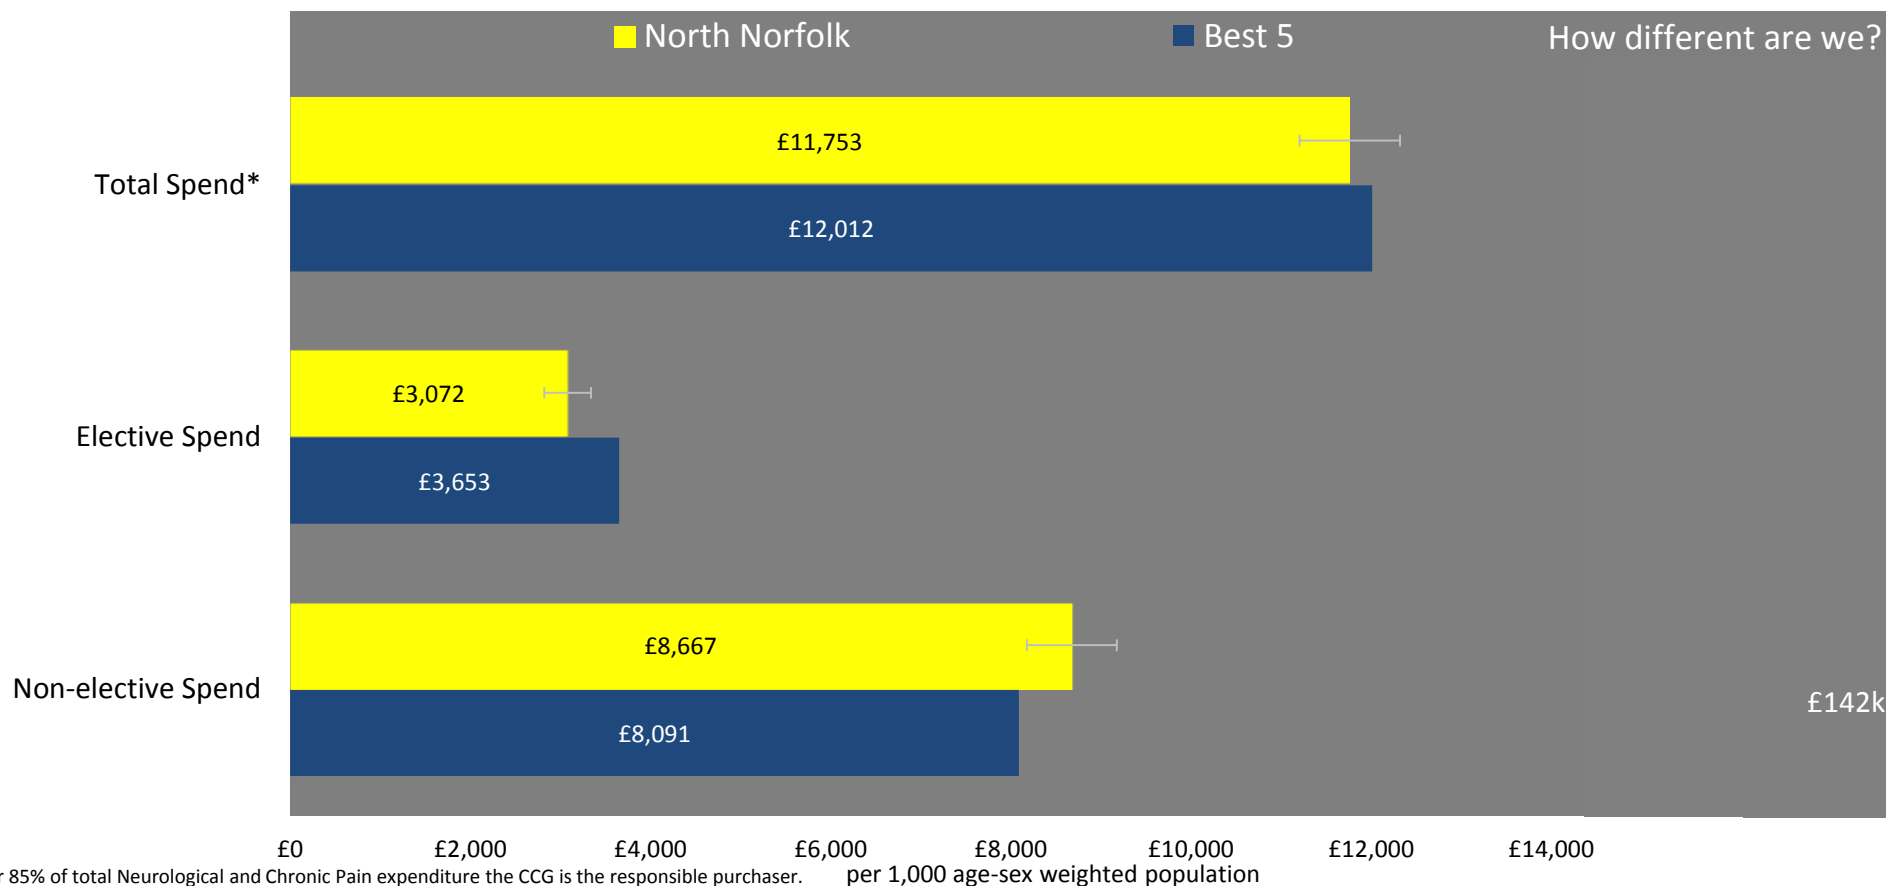 North Norfolk Best 5 How different are we?
Total Spend*
£11,753
£12,012
Elective Spend
£3,072
£3,653
Non-elective Spend
£8,667
£8,091
£142k
£0 £2,000 £4,000 £6,000 £8,000 £10,000 £12,000 £14,000
85% of total Neurological and Chronic Pain expenditure the CCG is the responsible purchaser.
per 1,000 age-sex weighted population